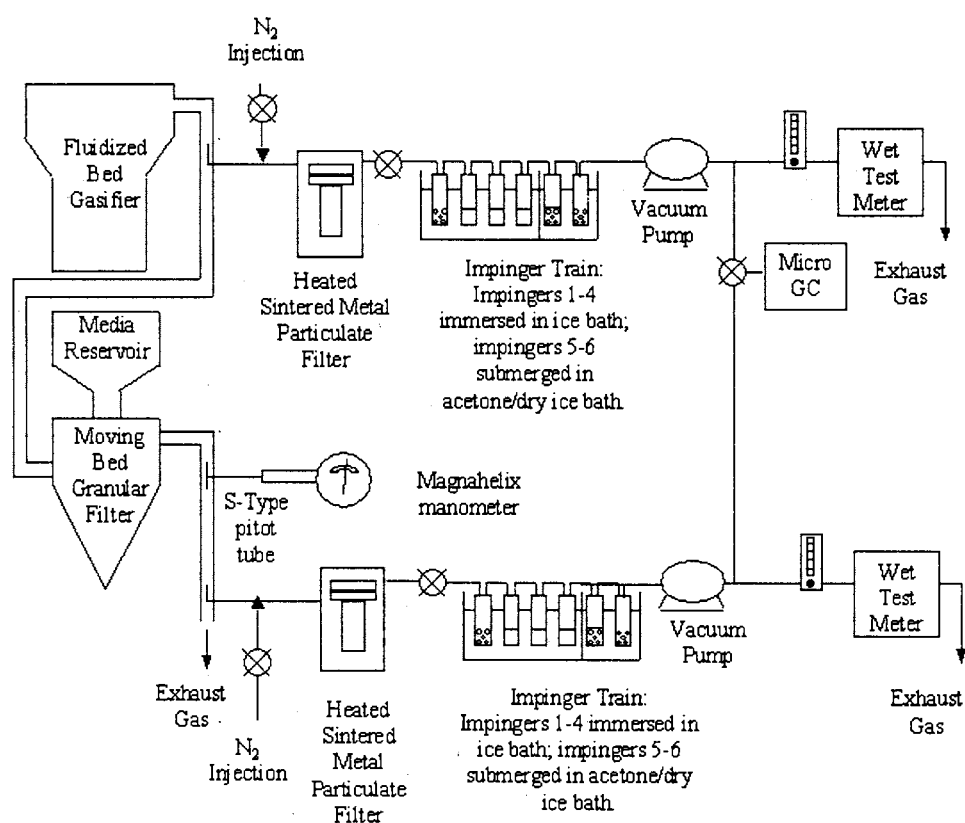 N2
Injection
Fluidized
Bed
Gasifier
Wet
Test
Meter
Vacuum
Pump
Micro
GC
Exhaust
Gas
Heated
Sintered Metal
Particulate
Filter
Impinger Train:
Impingers 1-4
immersed in ice bath;
impingers 5-6
submerged in
acetone/dry ice bath.
Media
Reservoir
Moving
Bed
Granular
Filter
S-Type
pitot
tube
Magnahelix
manometer
Wet
Test
Meter
Vacuum
Pump
Exhaust
Gas
N2
Injection
Heated
Sintered
Metal
Particulate
Filter
Impinger Train:
Impingers 1-4 immersed in
ice bath; impingers 5-6
submerged in acetone/dry
ice bath.
Exhaust
Gas